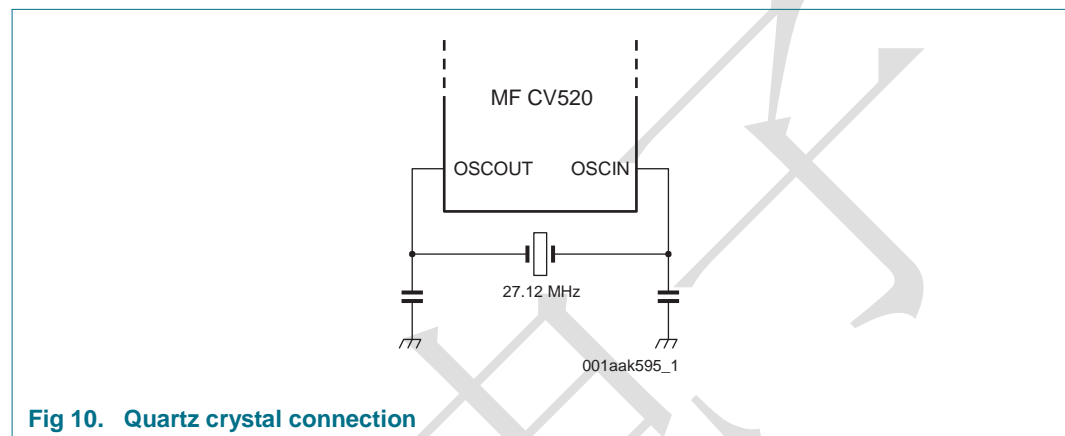 MF CV520
OSCOUT OSCIN
27.12 MHz
001aak595_1
Fig 10. Quartz crystal connection